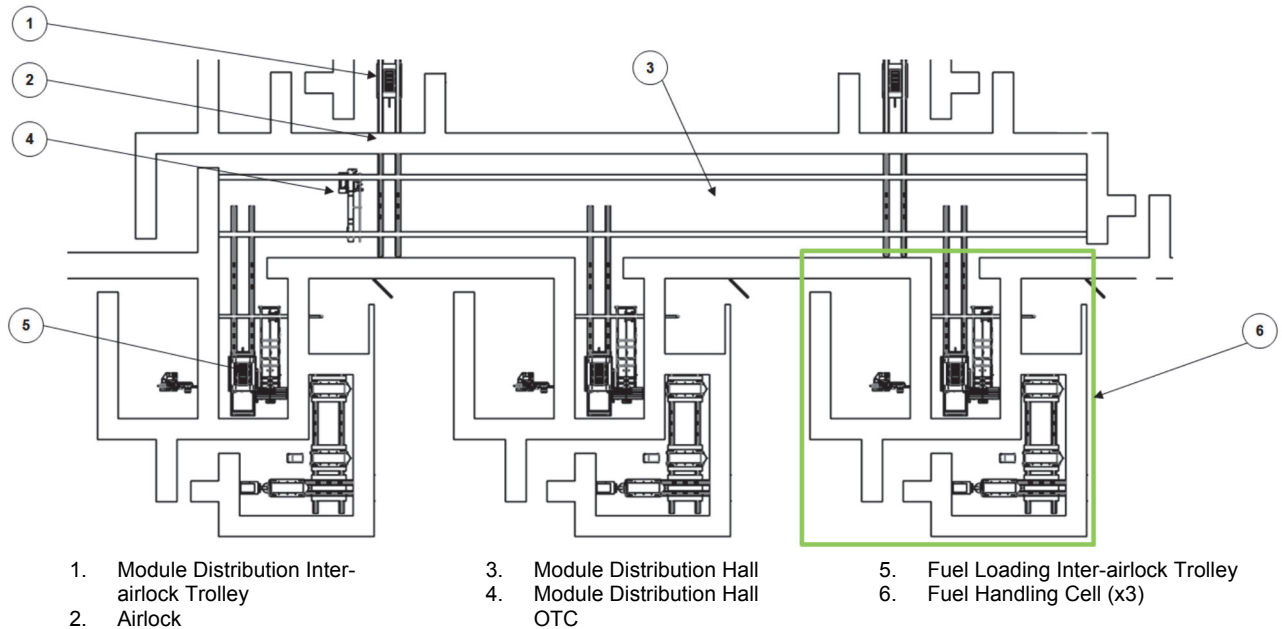 1
2
3
4
5
6
1. Module Distribution Inter-
airlock Trolley
2. Airlock
3. Module Distribution Hall
4. Module Distribution Hall
OTC
5. Fuel Loading Inter-airlock Trolley
6. Fuel Handling Cell (x3)